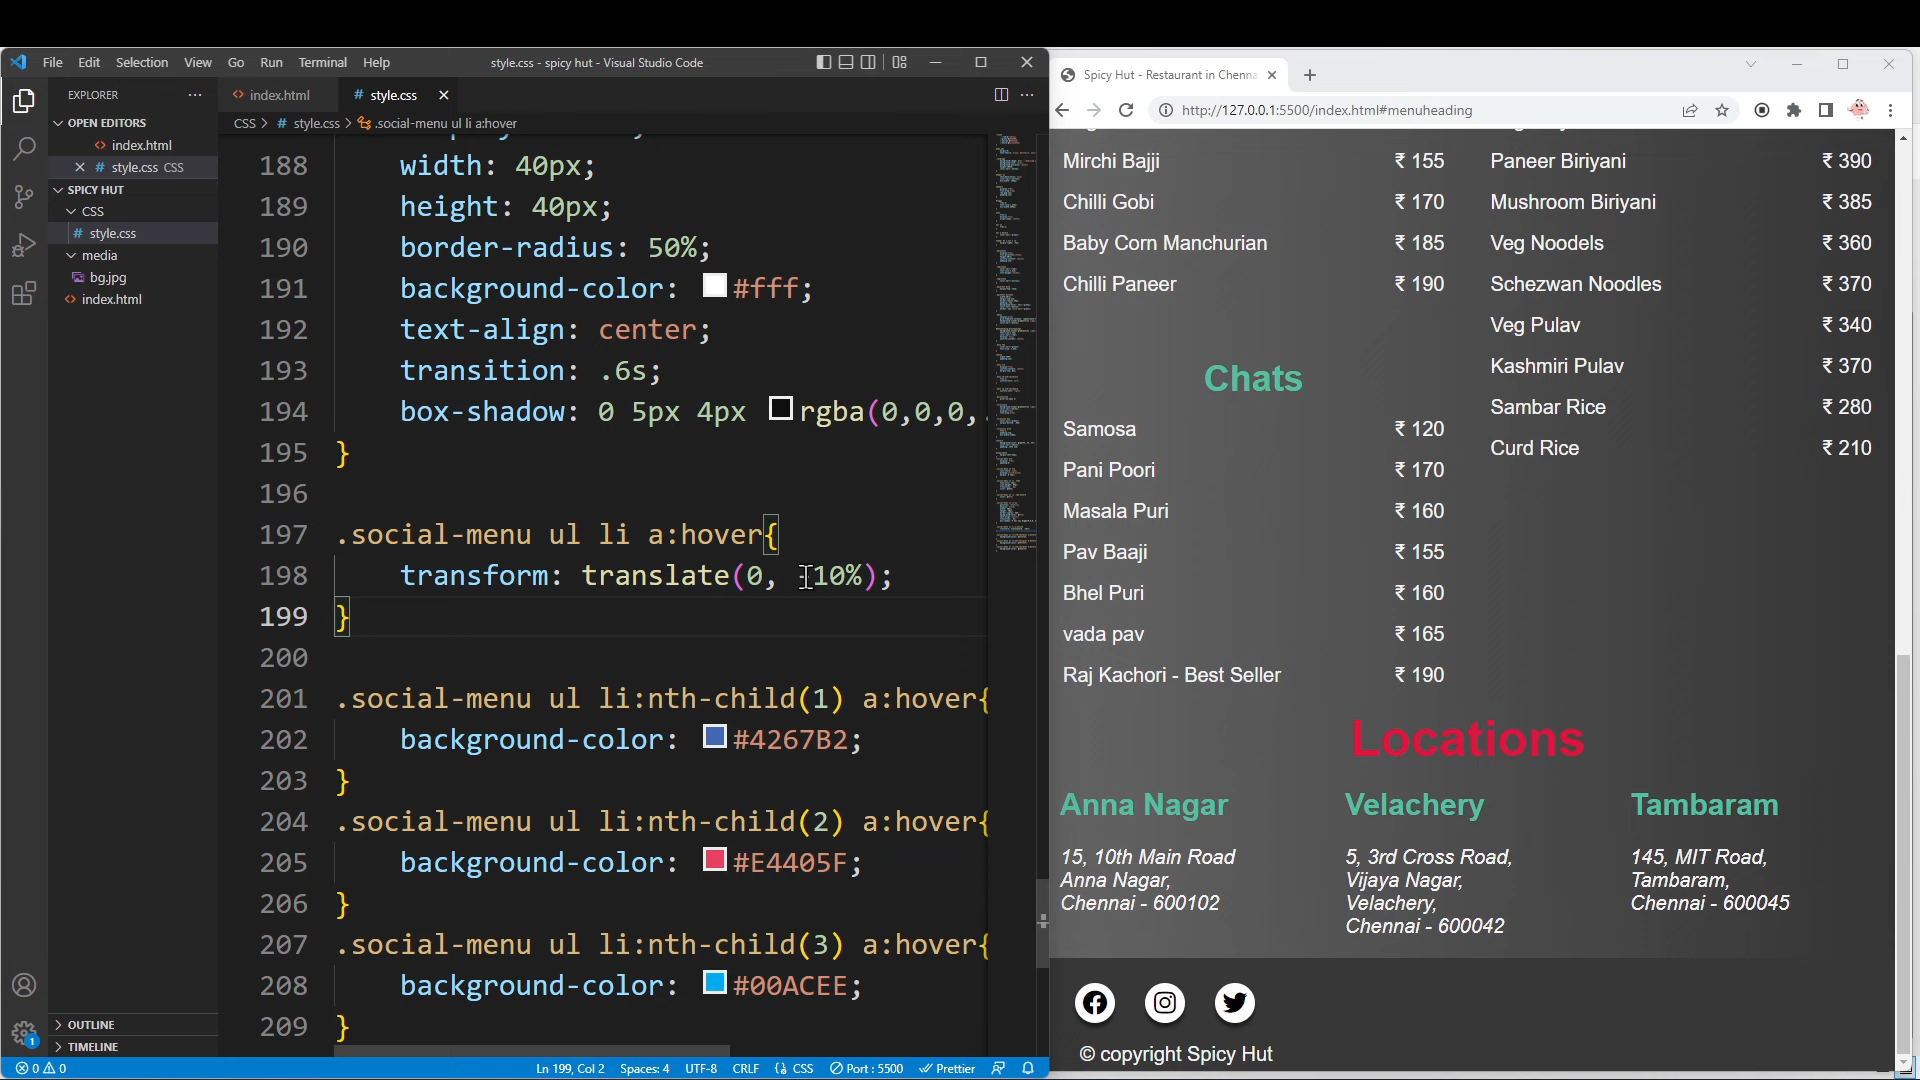 File Edit Selection View Go Run Terminal Help
style.css - spicy hut - Visual Studio Code
EXPLORER
OPEN EDITORS
index.html
style.css CSS
SPICY HUT
CSS
style.css
media
bg.jpg
index.html
OUTLINE
TIMELINE
index.html
style.css
CSS > # style.css > .social-menu ul li a:hover
188 width: 40px;
189 height: 40px;
190 border-radius: 50%;
191 background-color: #fff;
192 text-align: center;
193 transition: .6s;
194 box-shadow: 0 5px 4px rgba(0,0,0,.
195 }
196
197 .social-menu ul li a:hover{
198 transform: translate(0, -10%);
199 }
200
201 .social-menu ul li:nth-child(1) a:hover{
202 background-color: #4267B2;
203 }
204 .social-menu ul li:nth-child(2) a:hover{
205 background-color: #E4405F;
206 }
207 .social-menu ul li:nth-child(3) a:hover{
208 background-color: #00ACEE;
209 }
0 0 Ln 199, Col 2 Spaces: 4 UTF-8 CRLF {} CSS Port : 5500 Prettier
1
Spicy Hut - Restaurant in Chenna
http://127.0.0.1:5500/index.html#menuheading
Mirchi Bajji ₹ 155
Chilli Gobi ₹ 170
Baby Corn Manchurian ₹ 185
Chilli Paneer ₹ 190
Chats
Samosa ₹ 120
Pani Poori ₹ 170
Masala Puri ₹ 160
Pav Baaji ₹ 155
Bhel Puri ₹ 160
vada pav ₹ 165
Raj Kachori - Best Seller ₹ 190
Paneer Biriyani ₹ 390
Mushroom Biriyani ₹ 385
Veg Noodels ₹ 360
Schezwan Noodles ₹ 370
Veg Pulav ₹ 340
Kashmiri Pulav ₹ 370
Sambar Rice ₹ 280
Curd Rice ₹ 210
Locations
Anna Nagar
15, 10th Main Road
Anna Nagar,
Chennai - 600102
Velachery
5, 3rd Cross Road,
Vijaya Nagar,
Velachery,
Chennai - 600042
Tambaram
145, MIT Road,
Tambaram,
Chennai - 600045
© copyright Spicy Hut